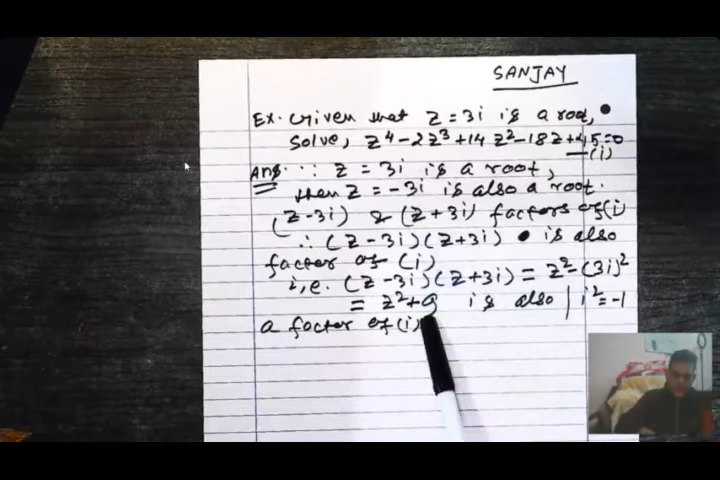 SANJAY
Ex. Given that z = 3i is a root,
solve, z⁴ - 2z³ + 14z² - 18z + 45 = 0
(i)
Ans ∵ z = 3i is a root,
then z = -3i is also a root.
(z - 3i) & (z + 3i) factors of (i)
∴ (z - 3i)(z + 3i) is also
factor of (i)
i.e. (z - 3i)(z + 3i) = z² - (3i)²
= z² + 9 is also | i² = -1
a factor of (i)